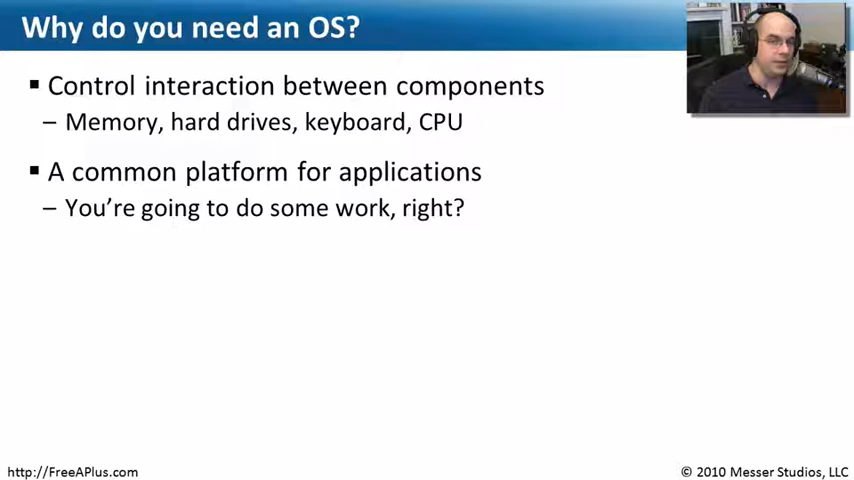 Why do you need an OS?
▪ Control interaction between components
– Memory, hard drives, keyboard, CPU
▪ A common platform for applications
– You're going to do some work, right?
http://FreeAPlus.com
© 2010 Messer Studios, LLC